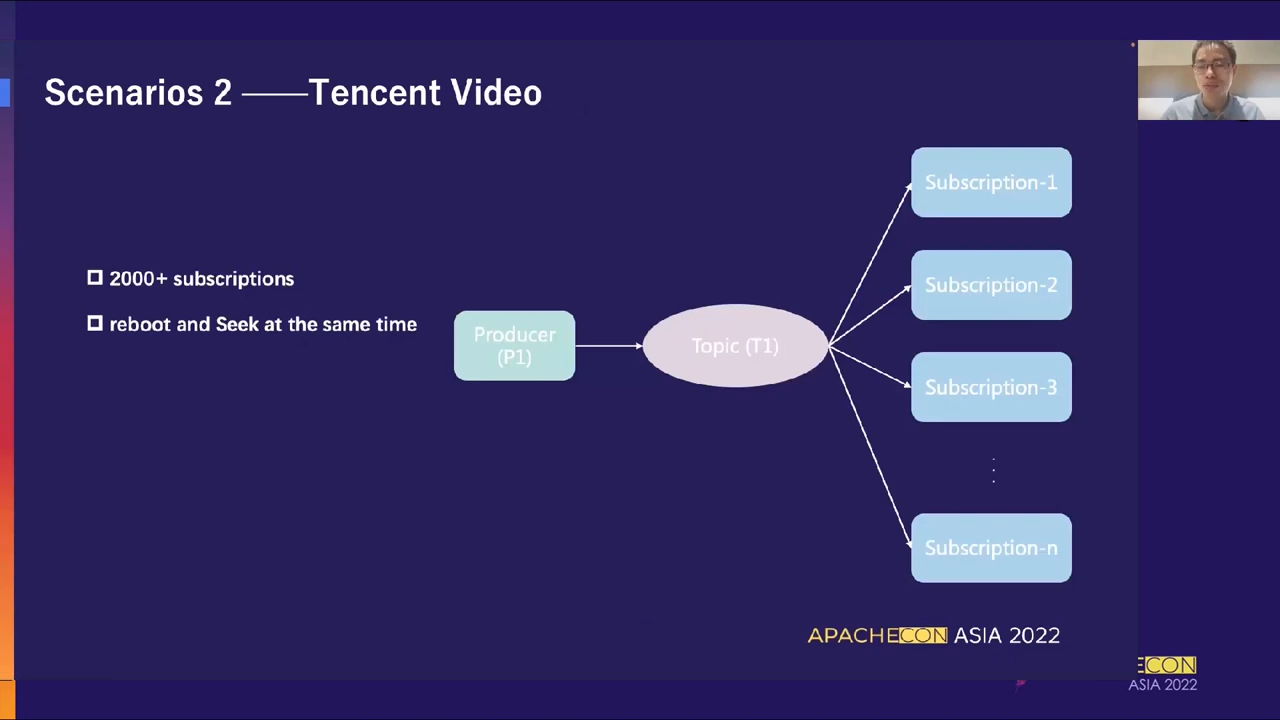 Scenarios 2 ——Tencent Video
2000+ subscriptions
reboot and Seek at the same time
Producer
(P1)
Topic (T1)
Subscription-1
Subscription-2
Subscription-3
Subscription-n
APACHECON ASIA 2022
ECON
ASIA 2022